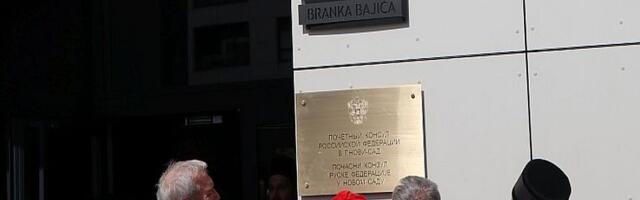 BRANKA BAJIĆA
ПОЧЕТНЫЙ КОНСУЛ
РОССИЙСКОЙ ФЕДЕРАЦИИ
В Г.НОВИ-САД
ПОЧАСНИ КОНЗУЛ
РУСКЕ ФЕДЕРАЦИЈЕ
У НОВОМ САДУ